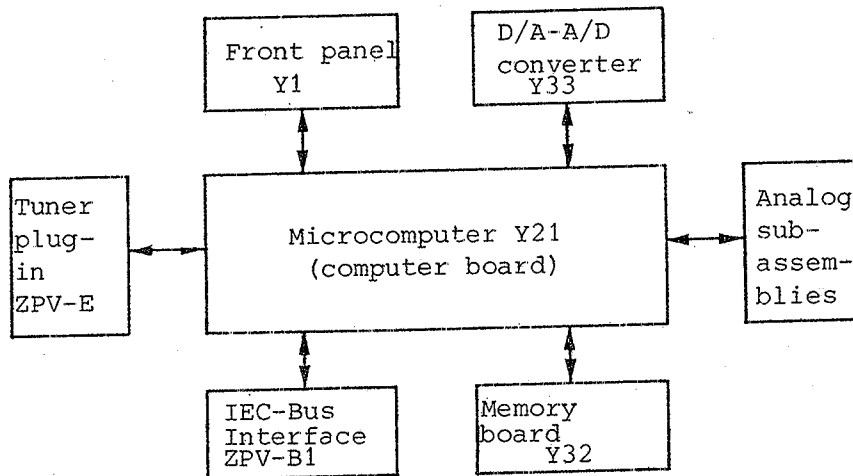 Front panel
Y1
D/A-A/D
converter
Y33
Tuner
plug-
in
ZPV-E
Microcomputer Y21
(computer board)
Analog
sub-
assem-
blies
IEC-Bus
Interface
ZPV-B1
Memory
board
Y32